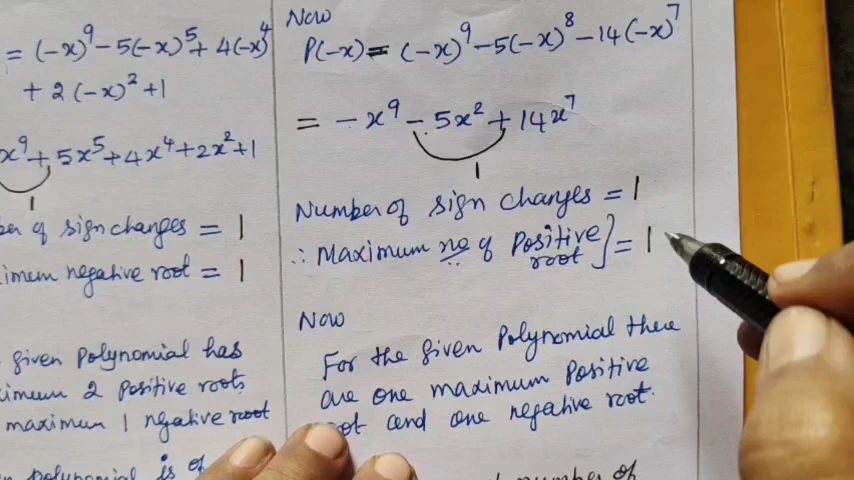 = (-x)⁹ - 5(-x)⁵ + 4(-x)⁴
+ 2(-x)² + 1
x⁹ + 5x⁵ + 4x⁴ + 2x² + 1
1
of sign changes = 1
negative root = 1
given polynomial has
2 positive roots
maximum 1 negative root
polynomial is of
Now
P(-x) = (-x)⁹ - 5(-x)⁸ - 14(-x)⁷
= -x⁹ - 5x² + 14x⁷
1
Number of sign changes = 1
∴ Maximum no of Positive root } = 1
Now
For the given Polynomial there
are one maximum Positive
root and one negative root.
number of